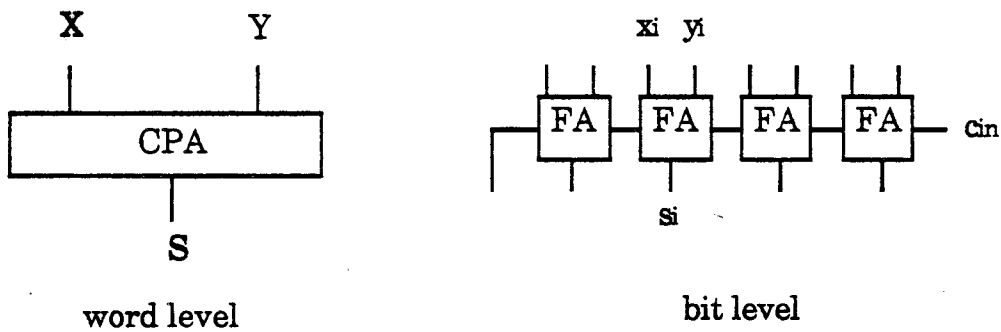 X Y
CPA
S
word level
xi yi
FA FA FA FA
cin
si
bit level